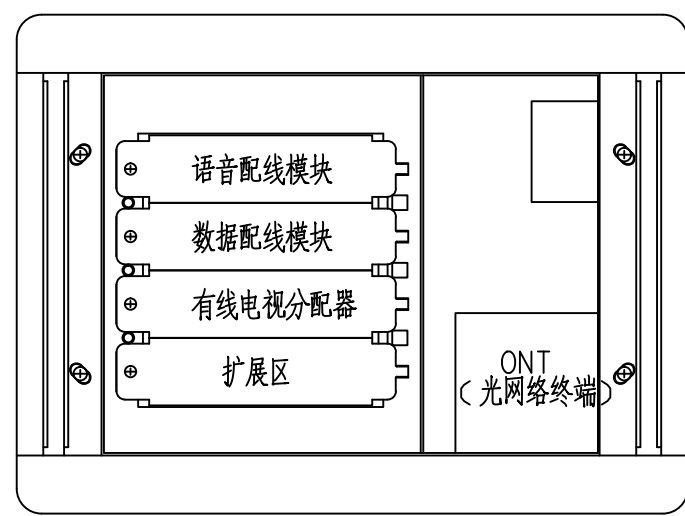 语音配线模块
数据配线模块
有线电视分配器
扩展区
ONT
(光网络终端)